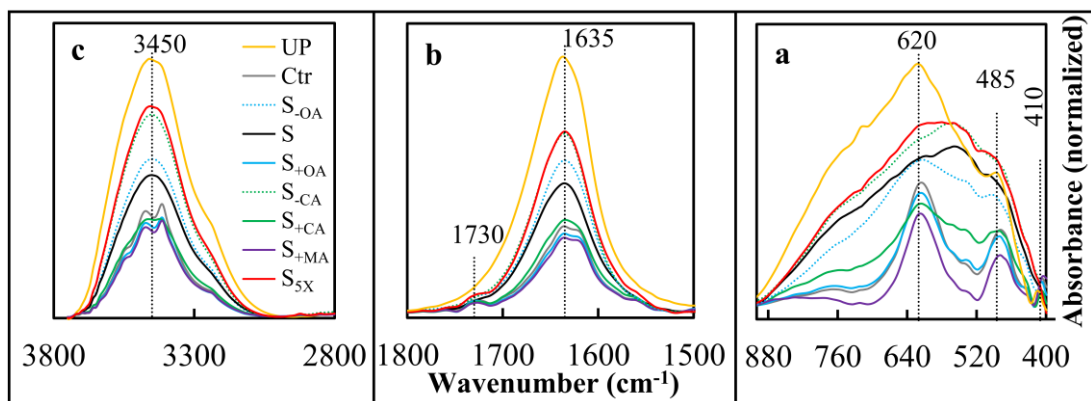 c
3450
UP
Ctr
S-OA
S
S+OA
S-CA
S+CA
S+MA
S5X
3800
3300
2800
b
1635
1730
1800
1700
1600
1500
Wavenumber (cm-1)
a
620
485
410
880
760
640
520
400
Absorbance (normalized)